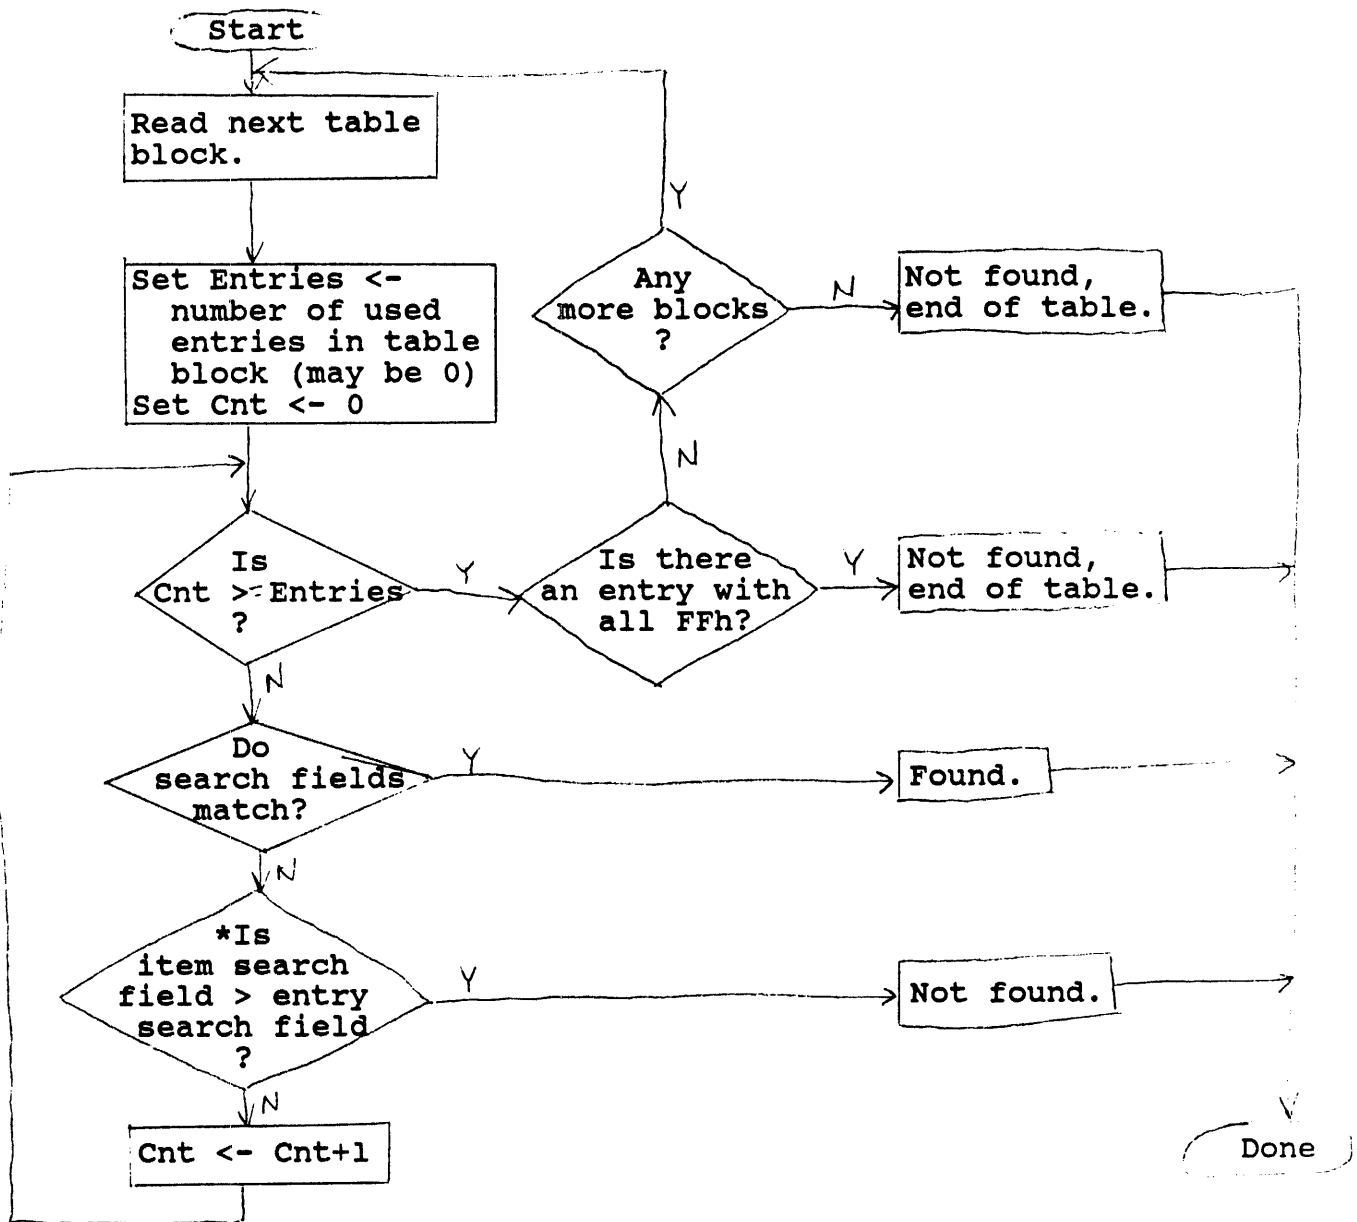 Start
Read next table
block.
Set Entries <-
number of used
entries in table
block (may be 0)
Set Cnt <- 0
Y
Any
more blocks
?
N
Not found,
end of table.
N
Is
Cnt >= Entries
?
Y
Is there
an entry with
all FFh?
Y
Not found,
end of table.
N
Do
search fields
match?
Y
Found.
N
*Is
item search
field > entry
search field
?
Y
Not found.
N
Cnt <- Cnt+1
Done